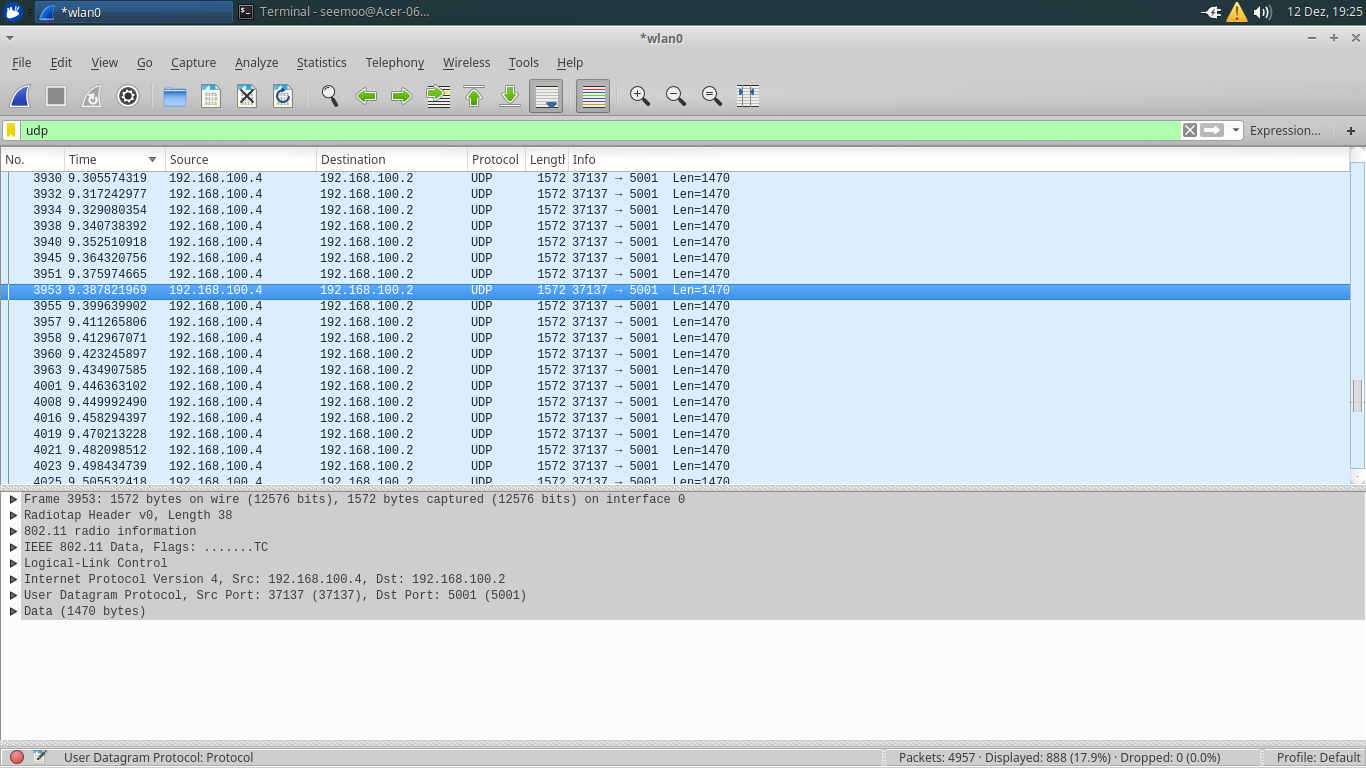 *wlan0 Terminal - seemoo@Acer-06... 12 Dez, 19:25
*wlan0
File Edit View Go Capture Analyze Statistics Telephony Wireless Tools Help
udp Expression... +
No. Time Source Destination Protocol Length Info
3930 9.305574319 192.168.100.4 192.168.100.2 UDP 1572 37137 → 5001 Len=1470
3932 9.317242977 192.168.100.4 192.168.100.2 UDP 1572 37137 → 5001 Len=1470
3934 9.329080354 192.168.100.4 192.168.100.2 UDP 1572 37137 → 5001 Len=1470
3938 9.340738392 192.168.100.4 192.168.100.2 UDP 1572 37137 → 5001 Len=1470
3940 9.352510918 192.168.100.4 192.168.100.2 UDP 1572 37137 → 5001 Len=1470
3945 9.364320756 192.168.100.4 192.168.100.2 UDP 1572 37137 → 5001 Len=1470
3951 9.375974665 192.168.100.4 192.168.100.2 UDP 1572 37137 → 5001 Len=1470
3953 9.387821969 192.168.100.4 192.168.100.2 UDP 1572 37137 → 5001 Len=1470
3955 9.399639902 192.168.100.4 192.168.100.2 UDP 1572 37137 → 5001 Len=1470
3957 9.411265806 192.168.100.4 192.168.100.2 UDP 1572 37137 → 5001 Len=1470
3958 9.412967071 192.168.100.4 192.168.100.2 UDP 1572 37137 → 5001 Len=1470
3960 9.423245897 192.168.100.4 192.168.100.2 UDP 1572 37137 → 5001 Len=1470
3963 9.434907585 192.168.100.4 192.168.100.2 UDP 1572 37137 → 5001 Len=1470
4001 9.446363102 192.168.100.4 192.168.100.2 UDP 1572 37137 → 5001 Len=1470
4008 9.449992490 192.168.100.4 192.168.100.2 UDP 1572 37137 → 5001 Len=1470
4016 9.458294397 192.168.100.4 192.168.100.2 UDP 1572 37137 → 5001 Len=1470
4019 9.470213228 192.168.100.4 192.168.100.2 UDP 1572 37137 → 5001 Len=1470
4021 9.482098512 192.168.100.4 192.168.100.2 UDP 1572 37137 → 5001 Len=1470
4023 9.498434739 192.168.100.4 192.168.100.2 UDP 1572 37137 → 5001 Len=1470
4025 9.505532418 192.168.100.4 192.168.100.2 UDP 1572 37137 → 5001 Len=1470
Frame 3953: 1572 bytes on wire (12576 bits), 1572 bytes captured (12576 bits) on interface 0
Radiotap Header v0, Length 38
802.11 radio information
IEEE 802.11 Data, Flags: .......TC
Logical-Link Control
Internet Protocol Version 4, Src: 192.168.100.4, Dst: 192.168.100.2
User Datagram Protocol, Src Port: 37137 (37137), Dst Port: 5001 (5001)
Data (1470 bytes)
User Datagram Protocol: Protocol Packets: 4957 · Displayed: 888 (17.9%) · Dropped: 0 (0.0%) Profile: Default